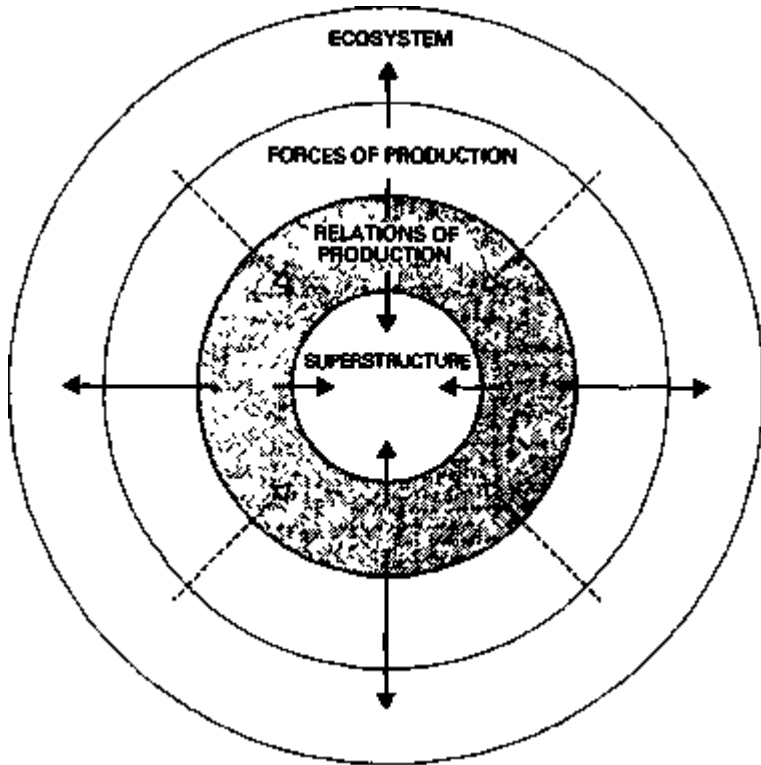 ECOSYSTEM
FORCES OF PRODUCTION
RELATIONS OF
PRODUCTION
SUPERSTRUCTURE